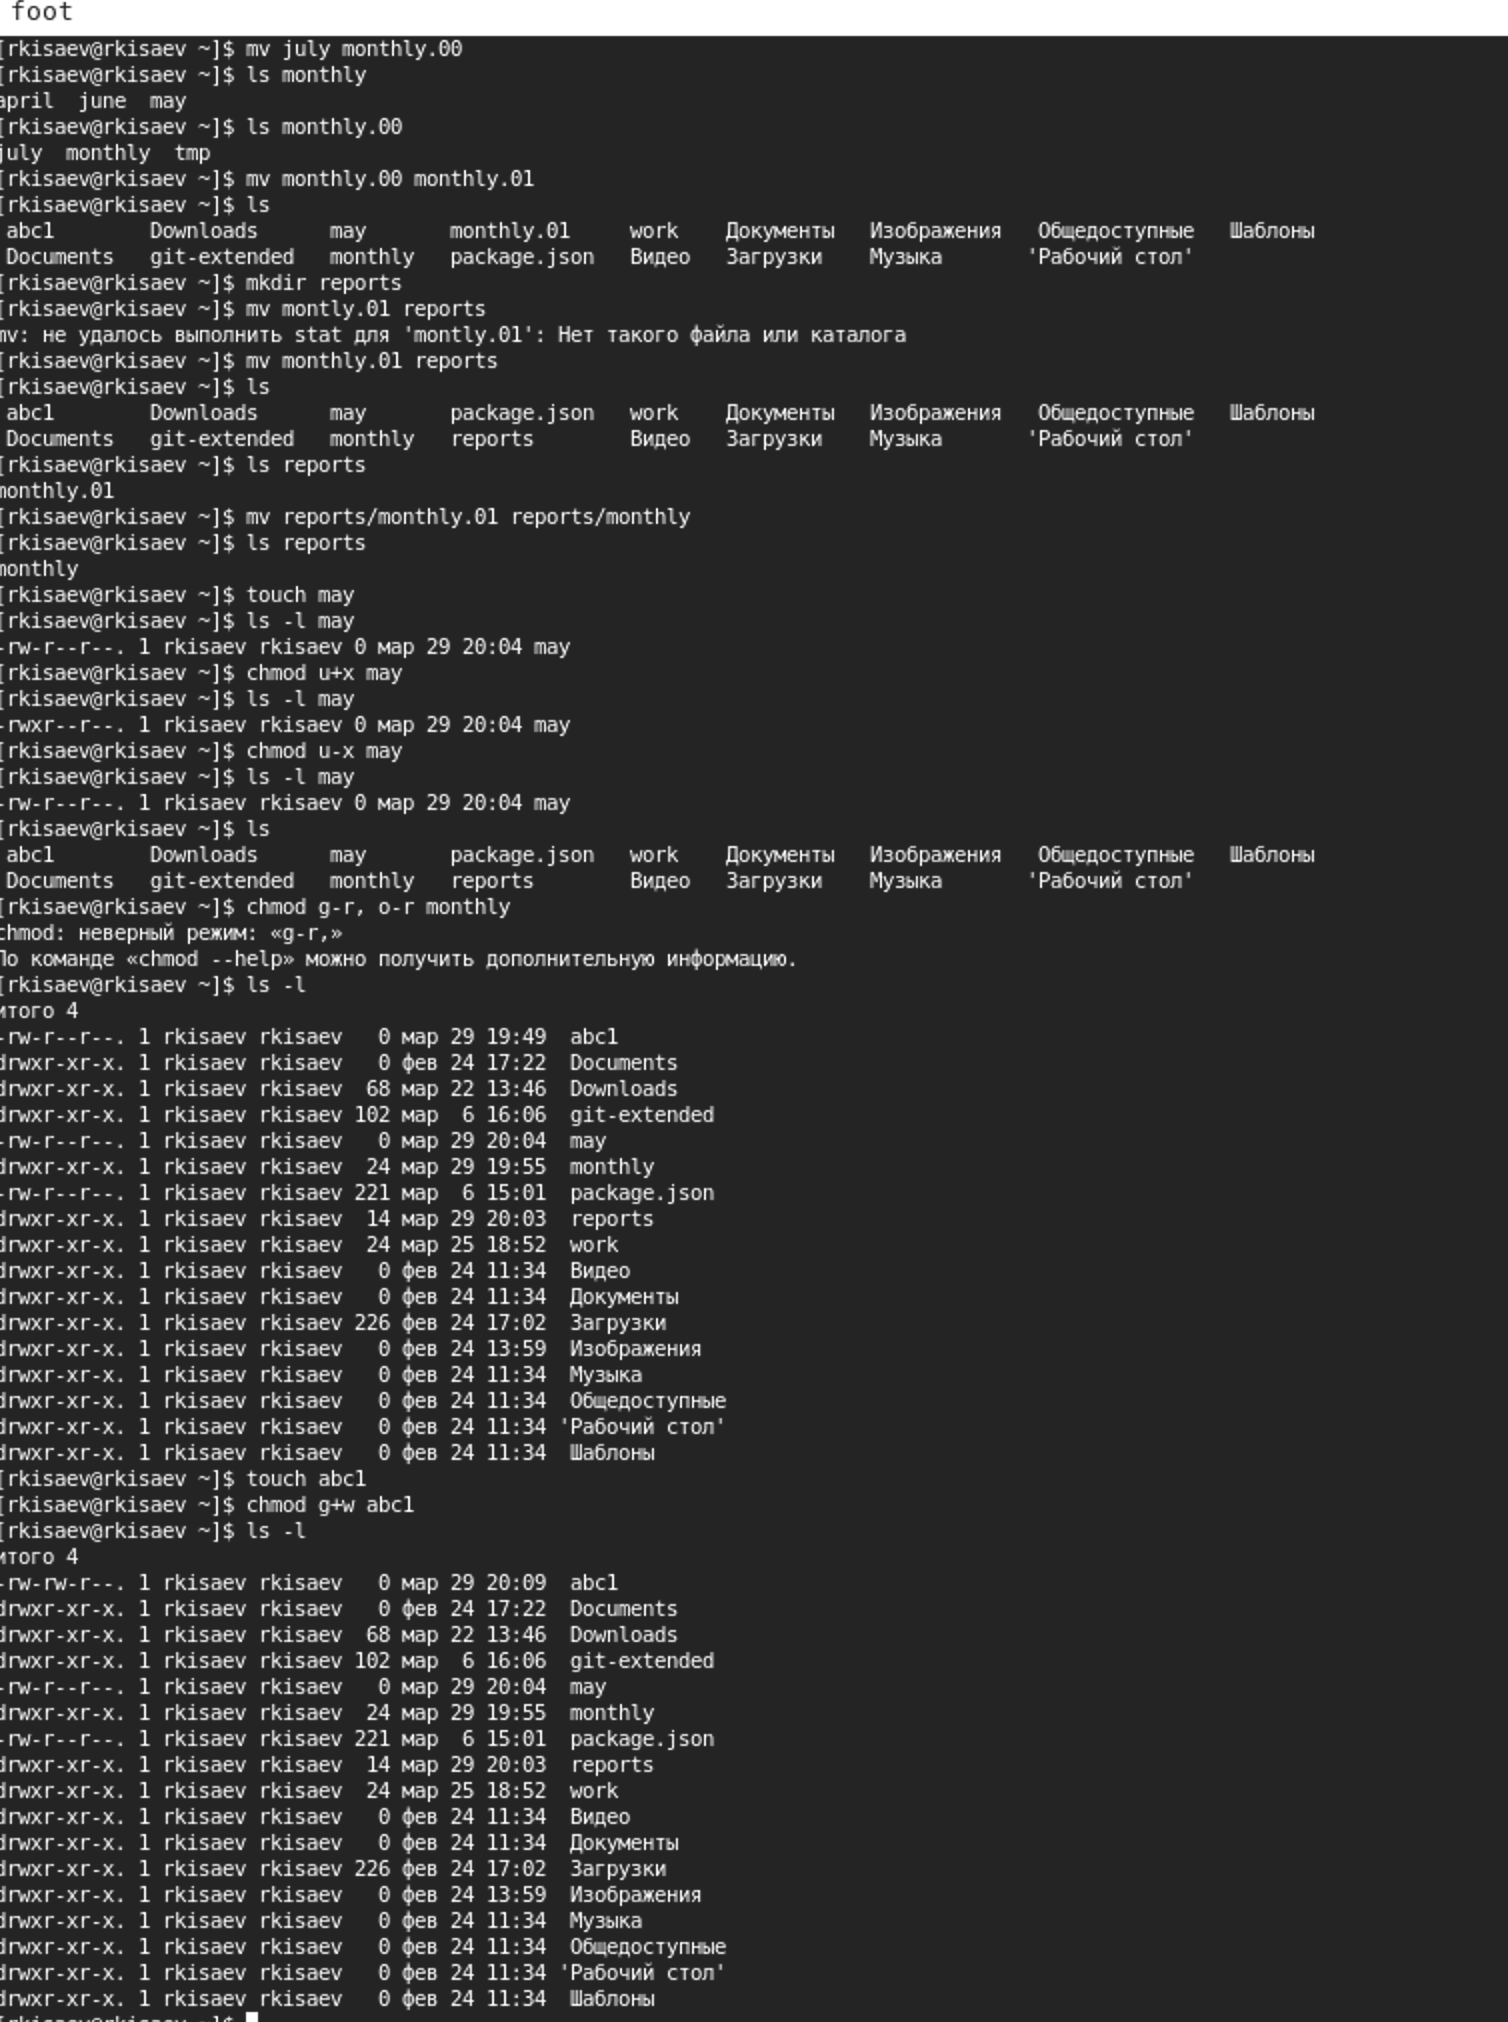 foot
[rkisaev@rkisaev ~]$ mv july monthly.00
[rkisaev@rkisaev ~]$ ls monthly
april  june  may
[rkisaev@rkisaev ~]$ ls monthly.00
july  monthly  tmp
[rkisaev@rkisaev ~]$ mv monthly.00 monthly.01
[rkisaev@rkisaev ~]$ ls
abc1        Downloads      may       monthly.01     work    Документы   Изображения   Общедоступные   Шаблоны
Documents   git-extended   monthly   package.json   Видео   Загрузки    Музыка       'Рабочий стол'
[rkisaev@rkisaev ~]$ mkdir reports
[rkisaev@rkisaev ~]$ mv montly.01 reports
mv: не удалось выполнить stat для 'montly.01': Нет такого файла или каталога
[rkisaev@rkisaev ~]$ mv monthly.01 reports
[rkisaev@rkisaev ~]$ ls
abc1        Downloads      may       package.json   work    Документы   Изображения   Общедоступные   Шаблоны
Documents   git-extended   monthly   reports        Видео   Загрузки    Музыка       'Рабочий стол'
[rkisaev@rkisaev ~]$ ls reports
monthly.01
[rkisaev@rkisaev ~]$ mv reports/monthly.01 reports/monthly
[rkisaev@rkisaev ~]$ ls reports
monthly
[rkisaev@rkisaev ~]$ touch may
[rkisaev@rkisaev ~]$ ls -l may
-rw-r--r--. 1 rkisaev rkisaev 0 мар 29 20:04 may
[rkisaev@rkisaev ~]$ chmod u+x may
[rkisaev@rkisaev ~]$ ls -l may
-rwxr--r--. 1 rkisaev rkisaev 0 мар 29 20:04 may
[rkisaev@rkisaev ~]$ chmod u-x may
[rkisaev@rkisaev ~]$ ls -l may
-rw-r--r--. 1 rkisaev rkisaev 0 мар 29 20:04 may
[rkisaev@rkisaev ~]$ ls
abc1        Downloads      may       package.json   work    Документы   Изображения   Общедоступные   Шаблоны
Documents   git-extended   monthly   reports        Видео   Загрузки    Музыка       'Рабочий стол'
[rkisaev@rkisaev ~]$ chmod g-r, o-r monthly
chmod: неверный режим: «g-r,»
По команде «chmod --help» можно получить дополнительную информацию.
[rkisaev@rkisaev ~]$ ls -l
итого 4
-rw-r--r--. 1 rkisaev rkisaev   0 мар 29 19:49  abc1
drwxr-xr-x. 1 rkisaev rkisaev   0 фев 24 17:22  Documents
drwxr-xr-x. 1 rkisaev rkisaev  68 мар 22 13:46  Downloads
drwxr-xr-x. 1 rkisaev rkisaev 102 мар  6 16:06  git-extended
-rw-r--r--. 1 rkisaev rkisaev   0 мар 29 20:04  may
drwxr-xr-x. 1 rkisaev rkisaev  24 мар 29 19:55  monthly
-rw-r--r--. 1 rkisaev rkisaev 221 мар  6 15:01  package.json
drwxr-xr-x. 1 rkisaev rkisaev  14 мар 29 20:03  reports
drwxr-xr-x. 1 rkisaev rkisaev  24 мар 25 18:52  work
drwxr-xr-x. 1 rkisaev rkisaev   0 фев 24 11:34  Видео
drwxr-xr-x. 1 rkisaev rkisaev   0 фев 24 11:34  Документы
drwxr-xr-x. 1 rkisaev rkisaev 226 фев 24 17:02  Загрузки
drwxr-xr-x. 1 rkisaev rkisaev   0 фев 24 13:59  Изображения
drwxr-xr-x. 1 rkisaev rkisaev   0 фев 24 11:34  Музыка
drwxr-xr-x. 1 rkisaev rkisaev   0 фев 24 11:34  Общедоступные
drwxr-xr-x. 1 rkisaev rkisaev   0 фев 24 11:34 'Рабочий стол'
drwxr-xr-x. 1 rkisaev rkisaev   0 фев 24 11:34  Шаблоны
[rkisaev@rkisaev ~]$ touch abc1
[rkisaev@rkisaev ~]$ chmod g+w abc1
[rkisaev@rkisaev ~]$ ls -l
итого 4
-rw-rw-r--. 1 rkisaev rkisaev   0 мар 29 20:09  abc1
drwxr-xr-x. 1 rkisaev rkisaev   0 фев 24 17:22  Documents
drwxr-xr-x. 1 rkisaev rkisaev  68 мар 22 13:46  Downloads
drwxr-xr-x. 1 rkisaev rkisaev 102 мар  6 16:06  git-extended
-rw-r--r--. 1 rkisaev rkisaev   0 мар 29 20:04  may
drwxr-xr-x. 1 rkisaev rkisaev  24 мар 29 19:55  monthly
-rw-r--r--. 1 rkisaev rkisaev 221 мар  6 15:01  package.json
drwxr-xr-x. 1 rkisaev rkisaev  14 мар 29 20:03  reports
drwxr-xr-x. 1 rkisaev rkisaev  24 мар 25 18:52  work
drwxr-xr-x. 1 rkisaev rkisaev   0 фев 24 11:34  Видео
drwxr-xr-x. 1 rkisaev rkisaev   0 фев 24 11:34  Документы
drwxr-xr-x. 1 rkisaev rkisaev 226 фев 24 17:02  Загрузки
drwxr-xr-x. 1 rkisaev rkisaev   0 фев 24 13:59  Изображения
drwxr-xr-x. 1 rkisaev rkisaev   0 фев 24 11:34  Музыка
drwxr-xr-x. 1 rkisaev rkisaev   0 фев 24 11:34  Общедоступные
drwxr-xr-x. 1 rkisaev rkisaev   0 фев 24 11:34 'Рабочий стол'
drwxr-xr-x. 1 rkisaev rkisaev   0 фев 24 11:34  Шаблоны
[rkisaev@rkisaev ~]$